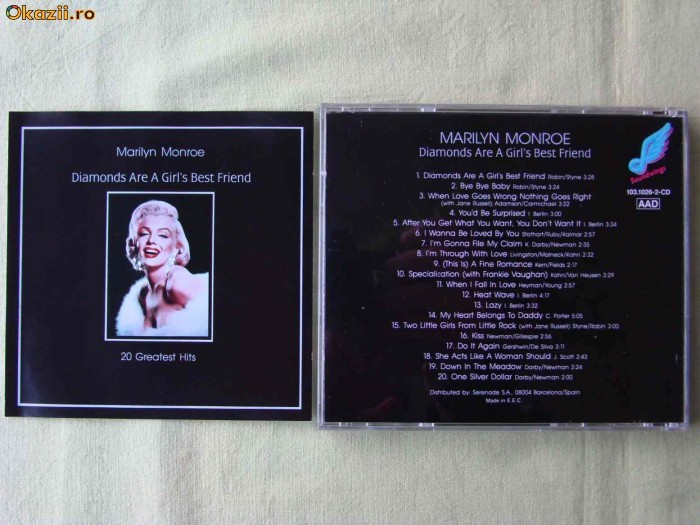 Okazii.ro
Marilyn Monroe
Diamonds Are A Girl's Best Friend
20 Greatest Hits
MARILYN MONROE
Diamonds Are A Girl's Best Friend
Soundwings
103.1026-2-CD
AAD
1. Diamonds Are A Girl's Best Friend Robin/Styne 3:28
2. Bye Bye Baby Robin/Styne 3:24
3. When Love Goes Wrong Nothing Goes Right
(with Jane Russell) Adamson/Carmichael 3:22
4. You'd Be Surprised I. Berlin 3:00
5. After You Get What You Want, You Don't Want It I. Berlin 3:34
6. I Wanna Be Loved By You Stothart/Ruby/Kalmar 2:57
7. I'm Gonna File My Claim K. Darby/Newman 2:35
8. I'm Through With Love Livingston/Malneck/Kahn 2:32
9. (This Is) A Fine Romance Kern/Fields 2:17
10. Specialization (with Frankie Vaughan) Kahn/Van Heusen 3:29
11. When I Fall In Love Heyman/Young 2:57
12. Heat Wave I. Berlin 4:17
13. Lazy I. Berlin 3:32
14. My Heart Belongs To Daddy C. Porter 5:05
15. Two Little Girls From Little Rock (with Jane Russell) Styne/Robin 3:00
16. Kiss Newman/Gillespie 2:56
17. Do It Again Gershwin/De Silva 3:11
18. She Acts Like A Woman Should J. Scott 2:43
19. Down In The Meadow Darby/Newman 2:24
20. One Silver Dollar Darby/Newman 2:00
Distributed by: Serenade S.A., 08004 Barcelona/Spain
Made in E.E.C.